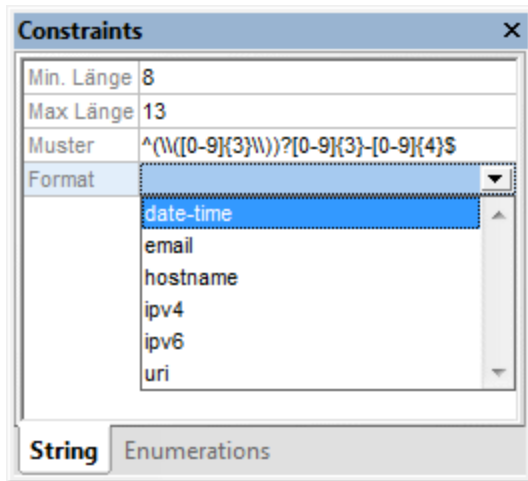 Constraints
Min. Länge 8
Max Länge 13
Muster ^(\\([0-9]{3}\\))?[0-9]{3}-[0-9]{4}$
Format
date-time
email
hostname
ipv4
ipv6
uri
String Enumerations